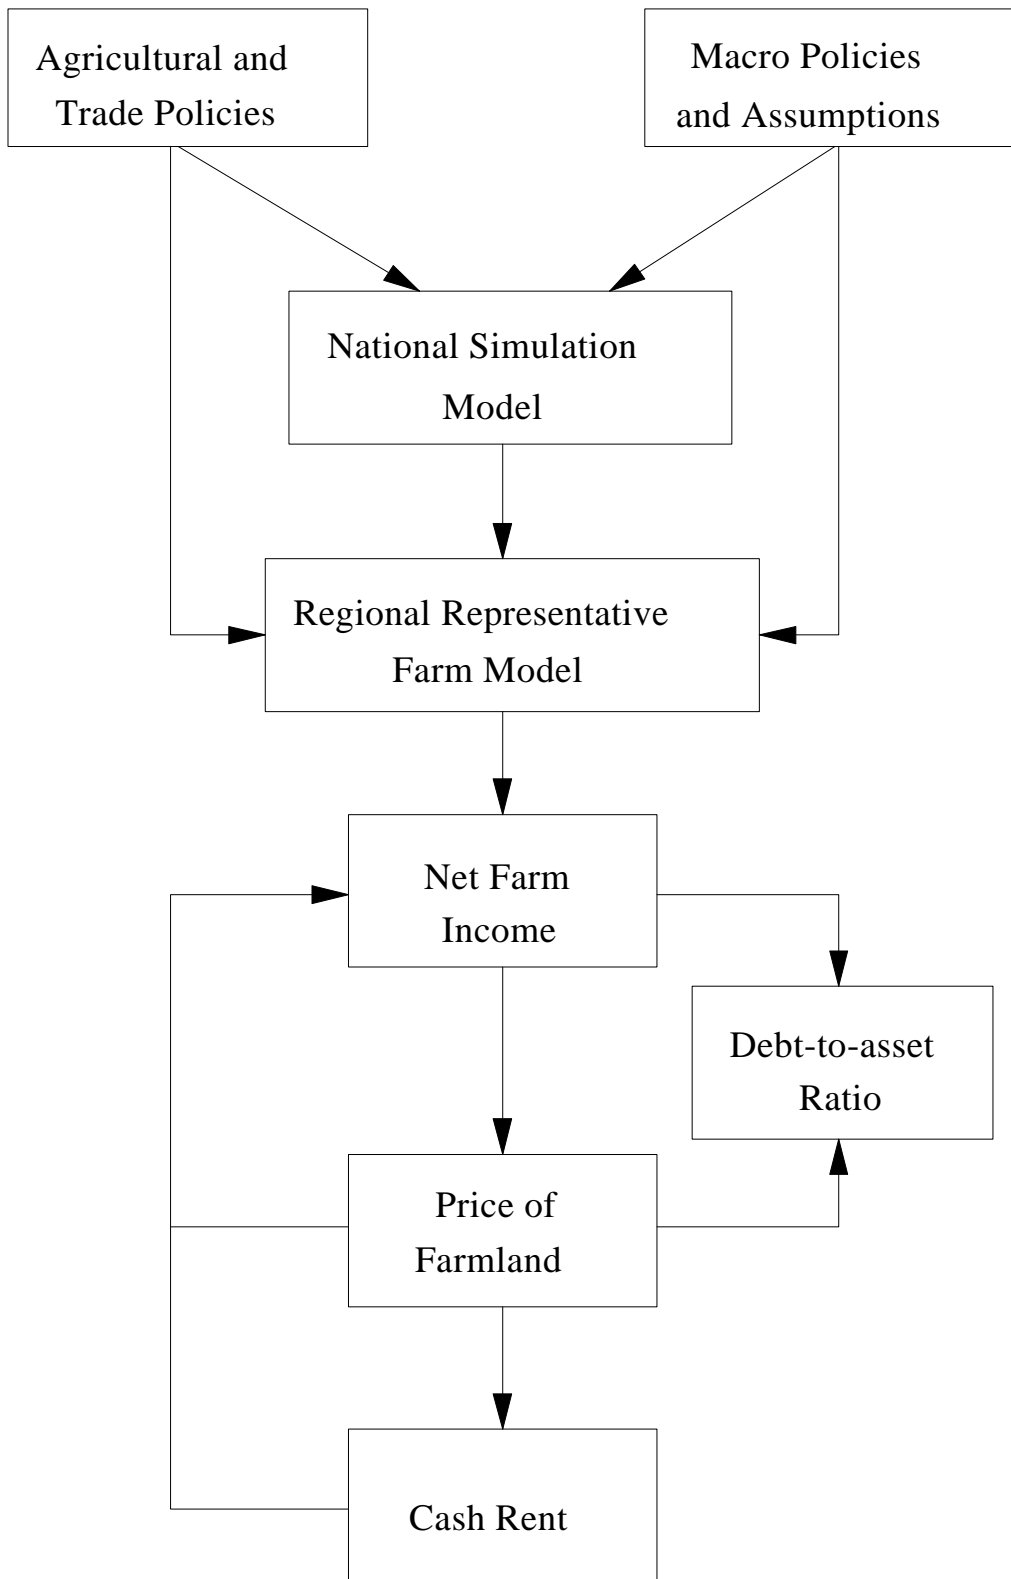 Agricultural and
Trade Policies
Macro Policies
and Assumptions
National Simulation
Model
Regional Representative
Farm Model
Net Farm
Income
Debt-to-asset
Ratio
Price of
Farmland
Cash Rent